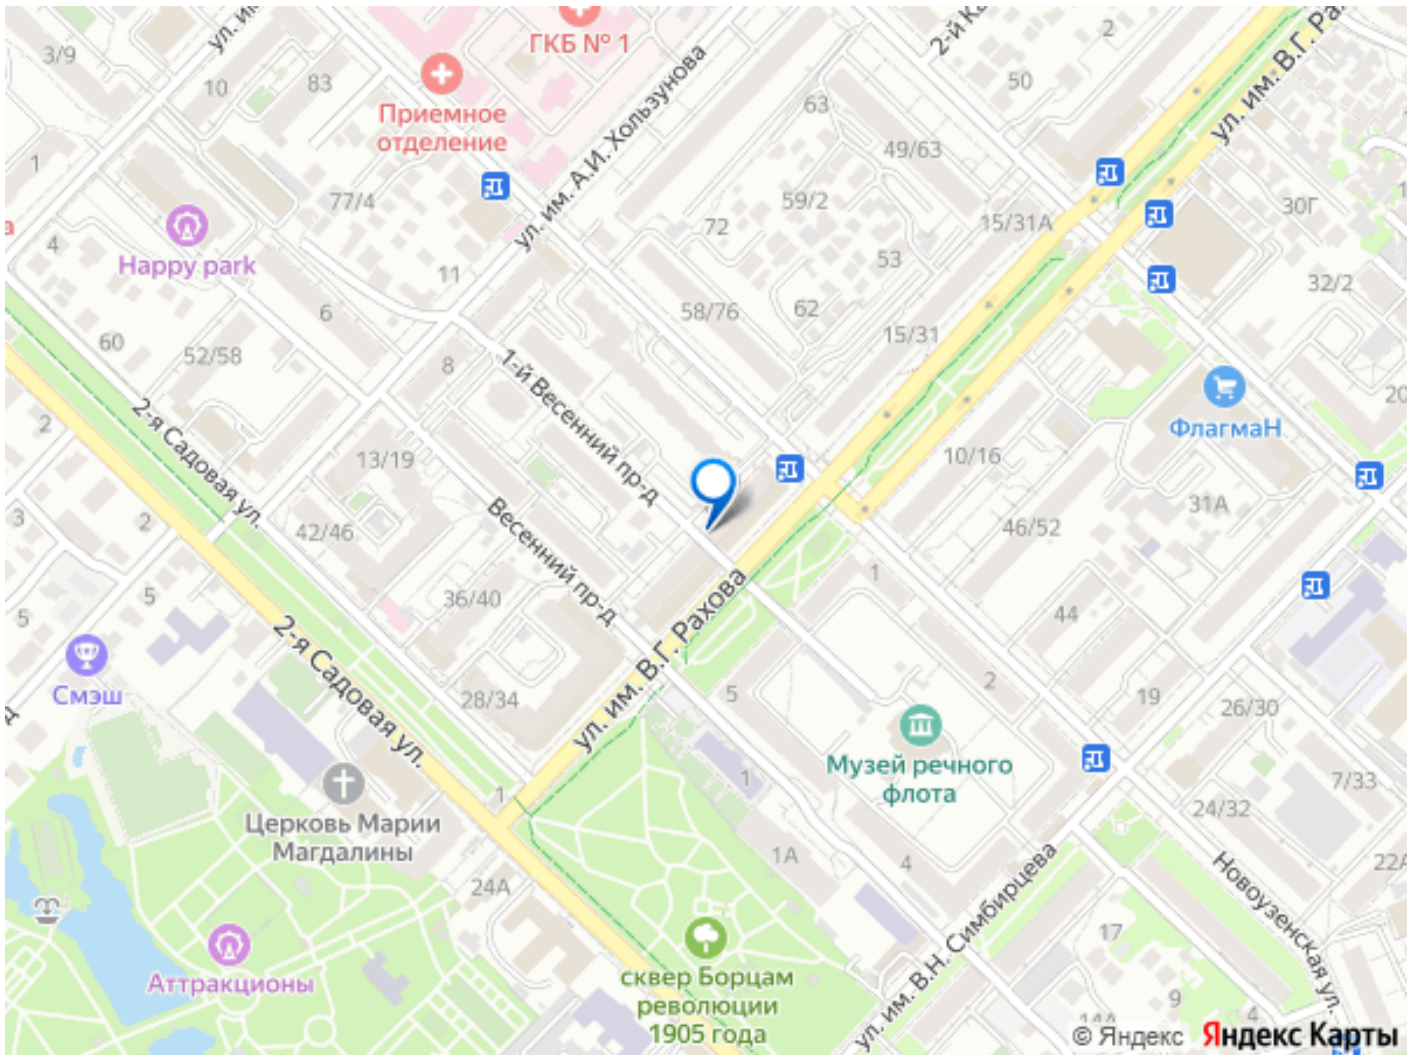 3/9
ул. и
10
83
ГКБ № 1
Приемное
отделение
ул. им. А.И. Хользунова
2-й К
2
50
ул. им. В.Г. Ра
63
49/63
1
77/4
59/2
72
15/31А
30Г
а
4
Happy park
11
53
32/2
6
58/76
62
15/31
60
52/58
8
1-й Весенний пр-д
ФлагмаН
20
2
2-я Садовая ул.
13/19
10/16
3
2
42/46
Весенний пр-д
31А
46/52
5
5
36/40
ул. им. В.Г. Рахова
1
44
2-я Садовая ул.
Смэш
28/34
5
2
19
26/30
Музей речного
флота
1
7/33
1
Церковь Марии
Магдалины
24/32
24А
1А
4
ул. им. В.Н. Симбирцева
Новоузенская ул.
22А
17
Аттракционы
сквер Борцам
революции
1905 года
9
4
14А
© Яндекс Яндекс Карты